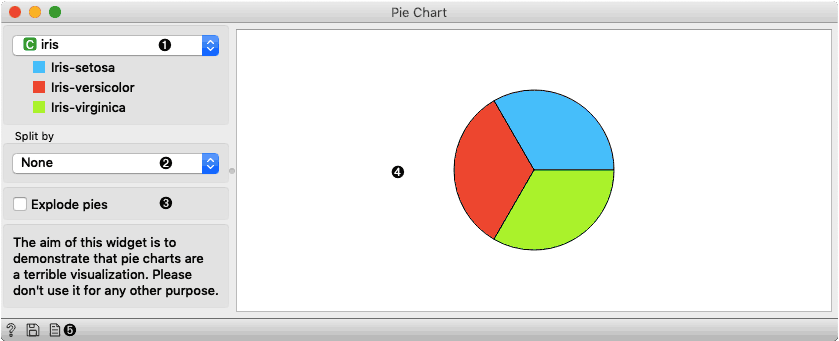 Pie Chart
C iris ❶
Iris-setosa
Iris-versicolor
Iris-virginica
Split by
None ❷
❹
Explode pies ❸
The aim of this widget is to
demonstrate that pie charts are
a terrible visualization. Please
don't use it for any other purpose.
? ❺